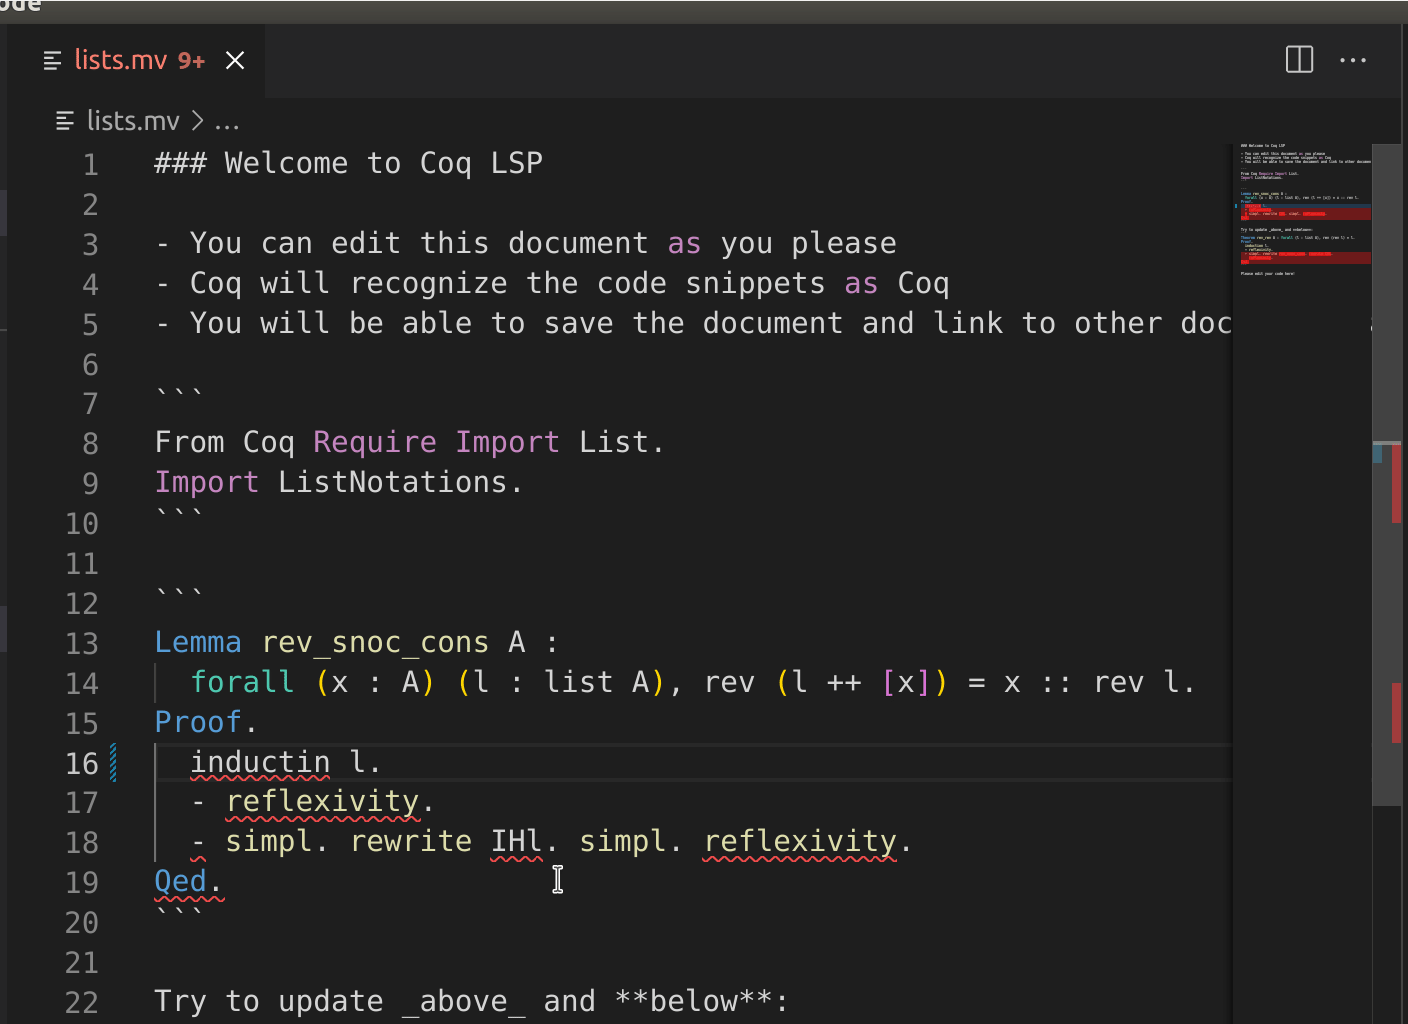 lists.mv 9+
lists.mv > ...
1 ### Welcome to Coq LSP
2
3 - You can edit this document as you please
4 - Coq will recognize the code snippets as Coq
5 - You will be able to save the document and link to other doc
6
7 ```
8 From Coq Require Import List.
9 Import ListNotations.
10 ```
11
12 ```
13 Lemma rev_snoc_cons A :
14 forall (x : A) (l : list A), rev (l ++ [x]) = x :: rev l.
15 Proof.
16 inductin l.
17 - reflexivity.
18 - simpl. rewrite IHl. simpl. reflexivity.
19 Qed.
20 ```
21
22 Try to update _above_ and **below**: